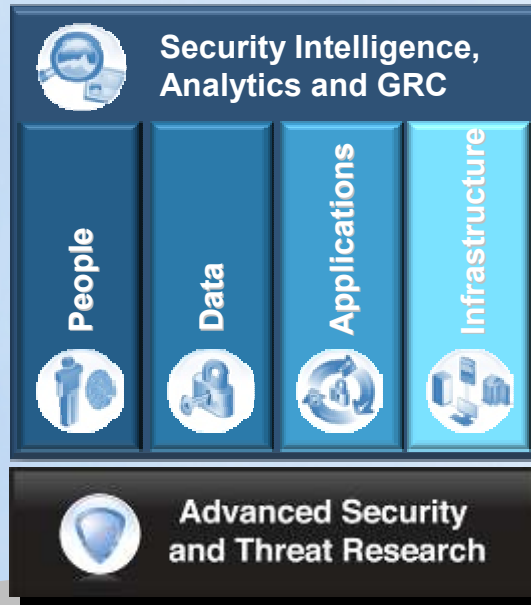 Security Intelligence,
Analytics and GRC
People
Data
Applications
Infrastructure
Advanced Security
and Threat Research